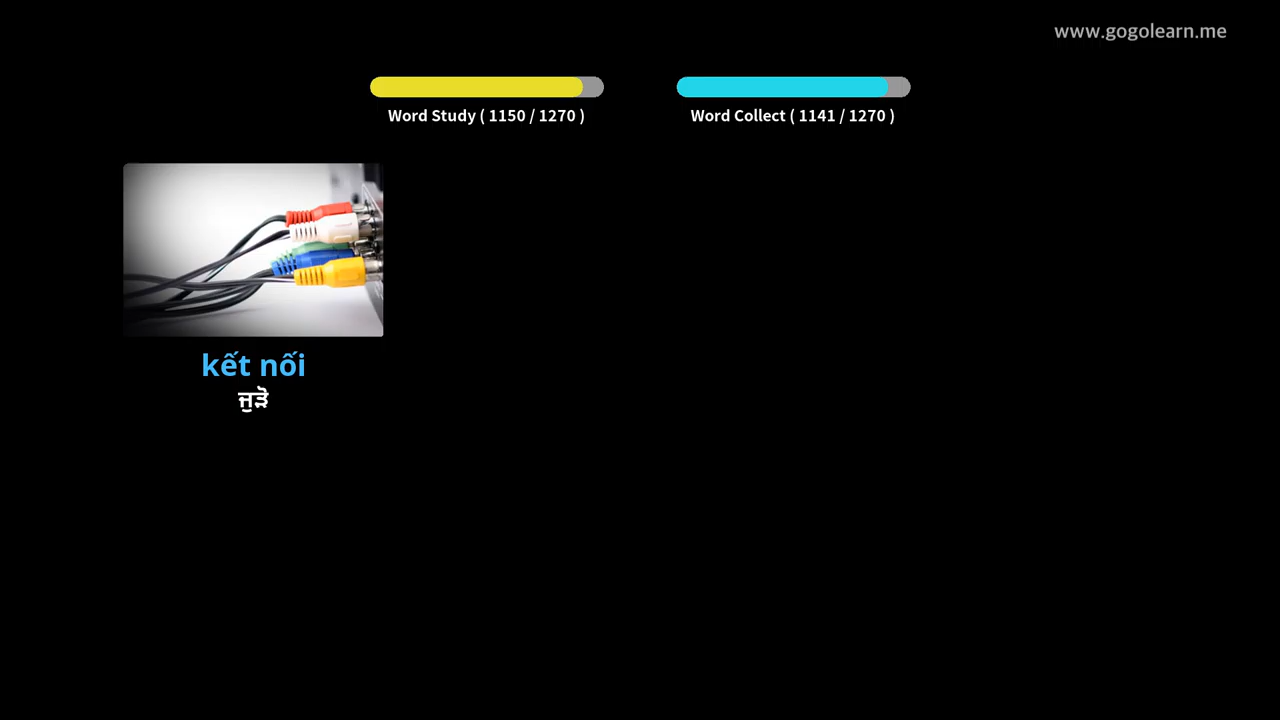 www.gogolearn.me
Word Study ( 1150 / 1270 )
Word Collect ( 1141 / 1270 )
kết nối
ਜੁੜੋ